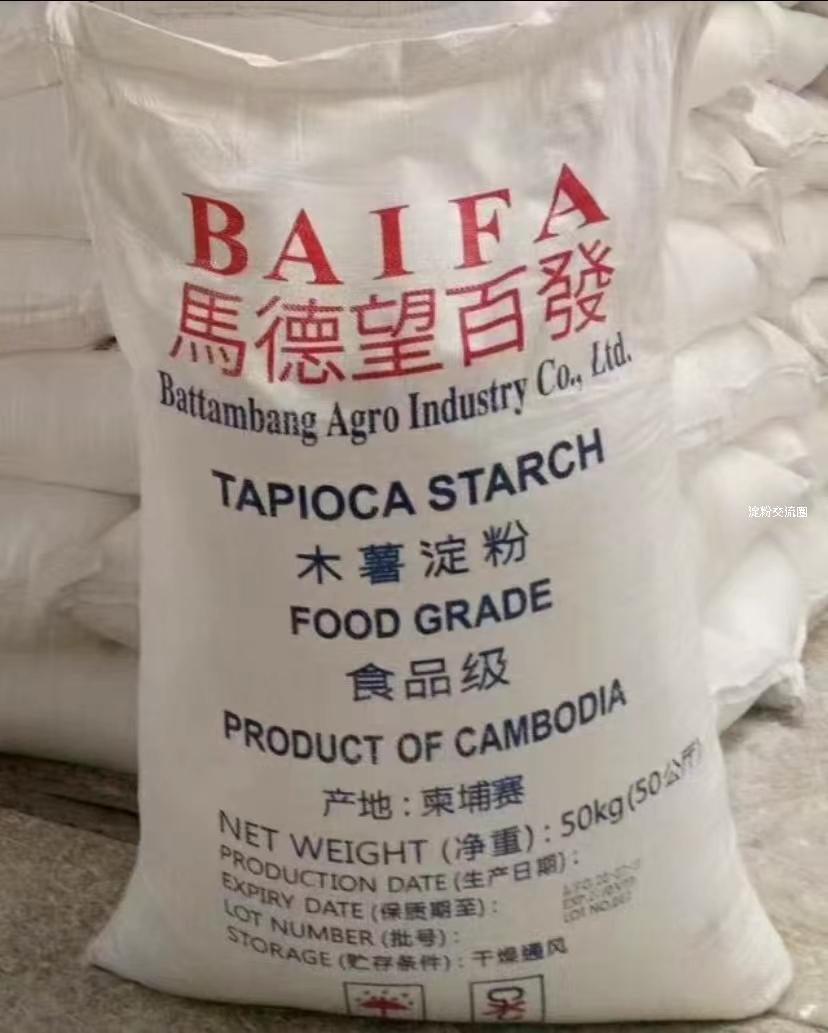 BAIFA
馬德望百發
Battambang Agro Industry Co., Ltd.
TAPIOCA STARCH
木薯淀粉
FOOD GRADE
食品级
PRODUCT OF CAMBODIA
产地：柬埔赛
NET WEIGHT (净重)：50kg(50公斤)
PRODUCTION DATE (生产日期)：
EXPIRY DATE (保质期至)：
LOT NUMBER (批号)：
LOT NO.
STORAGE (贮存条件)：干燥通风
淀粉交流圈